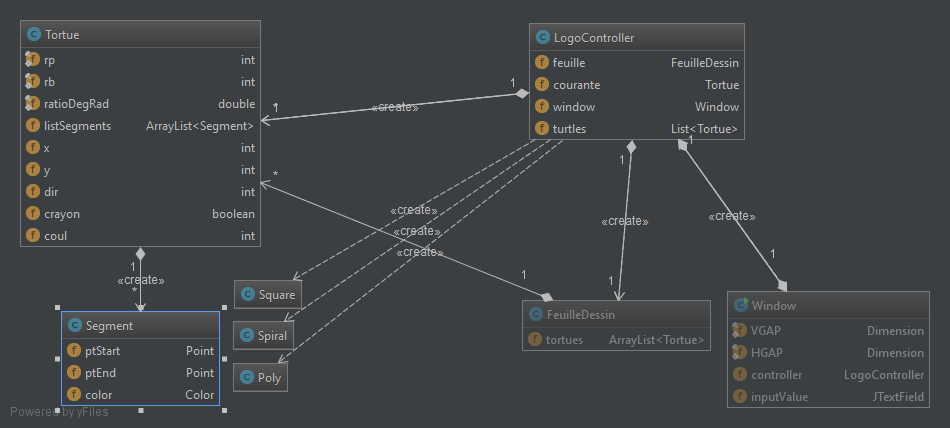 Tortue
rp int
rb int
ratioDegRad double
listSegments ArrayList<Segment>
x int
y int
dir int
crayon boolean
coul int
LogoController
feuille FeuilleDessin
courante Tortue
window Window
turtles List<Tortue>
1
*
1
«create»
1
1
*
«create»
«create»
«create»
«create»
«create»
1
«create»
*
1
1
1
Square
Spiral
Poly
Segment
ptStart Point
ptEnd Point
color Color
FeuilleDessin
tortues ArrayList<Tortue>
Window
VGAP Dimension
HGAP Dimension
controller LogoController
inputValue JTextField
Powered by yFiles